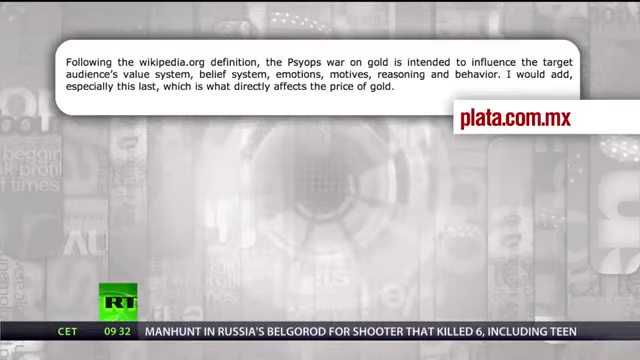 Following the wikipedia.org definition, the Psyops war on gold is intended to influence the target
audience's value system, belief system, emotions, motives, reasoning and behavior. I would add,
especially this last, which is what directly affects the price of gold.
plata.com.mx
RT
CET 09:32 MANHUNT IN RUSSIA'S BELGOROD FOR SHOOTER THAT KILLED 6, INCLUDING TEEN